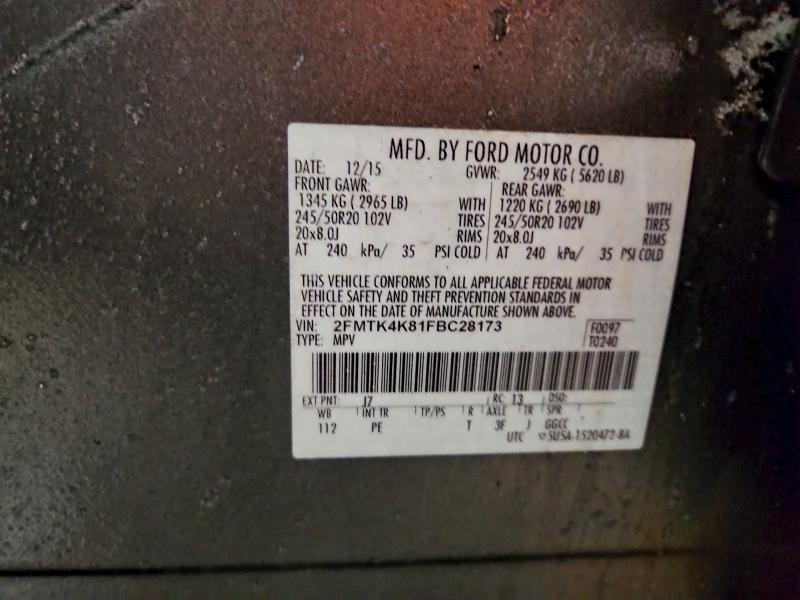 MFD. BY FORD MOTOR CO.
DATE: 12/15 GVWR: 2549 KG ( 5620 LB)
FRONT GAWR: REAR GAWR:
1345 KG ( 2965 LB) WITH 1220 KG ( 2690 LB) WITH
245/50R20 102V TIRES 245/50R20 102V TIRES
20x8.0J RIMS 20x8.0J RIMS
AT 240 kPa/ 35 PSI COLD AT 240 kPa/ 35 PSI COLD
THIS VEHICLE CONFORMS TO ALL APPLICABLE FEDERAL MOTOR
VEHICLE SAFETY AND THEFT PREVENTION STANDARDS IN
EFFECT ON THE DATE OF MANUFACTURE SHOWN ABOVE.
VIN: 2FMTK4K81FBC28173 F0097
TYPE: MPV T0240
EXT PNT: J7 RC: 13 DSO:
WB INT TR TP/PS R AXLE TR SPR
112 PE T 3F J GGCC
UTC 5U5A-1520472-BA